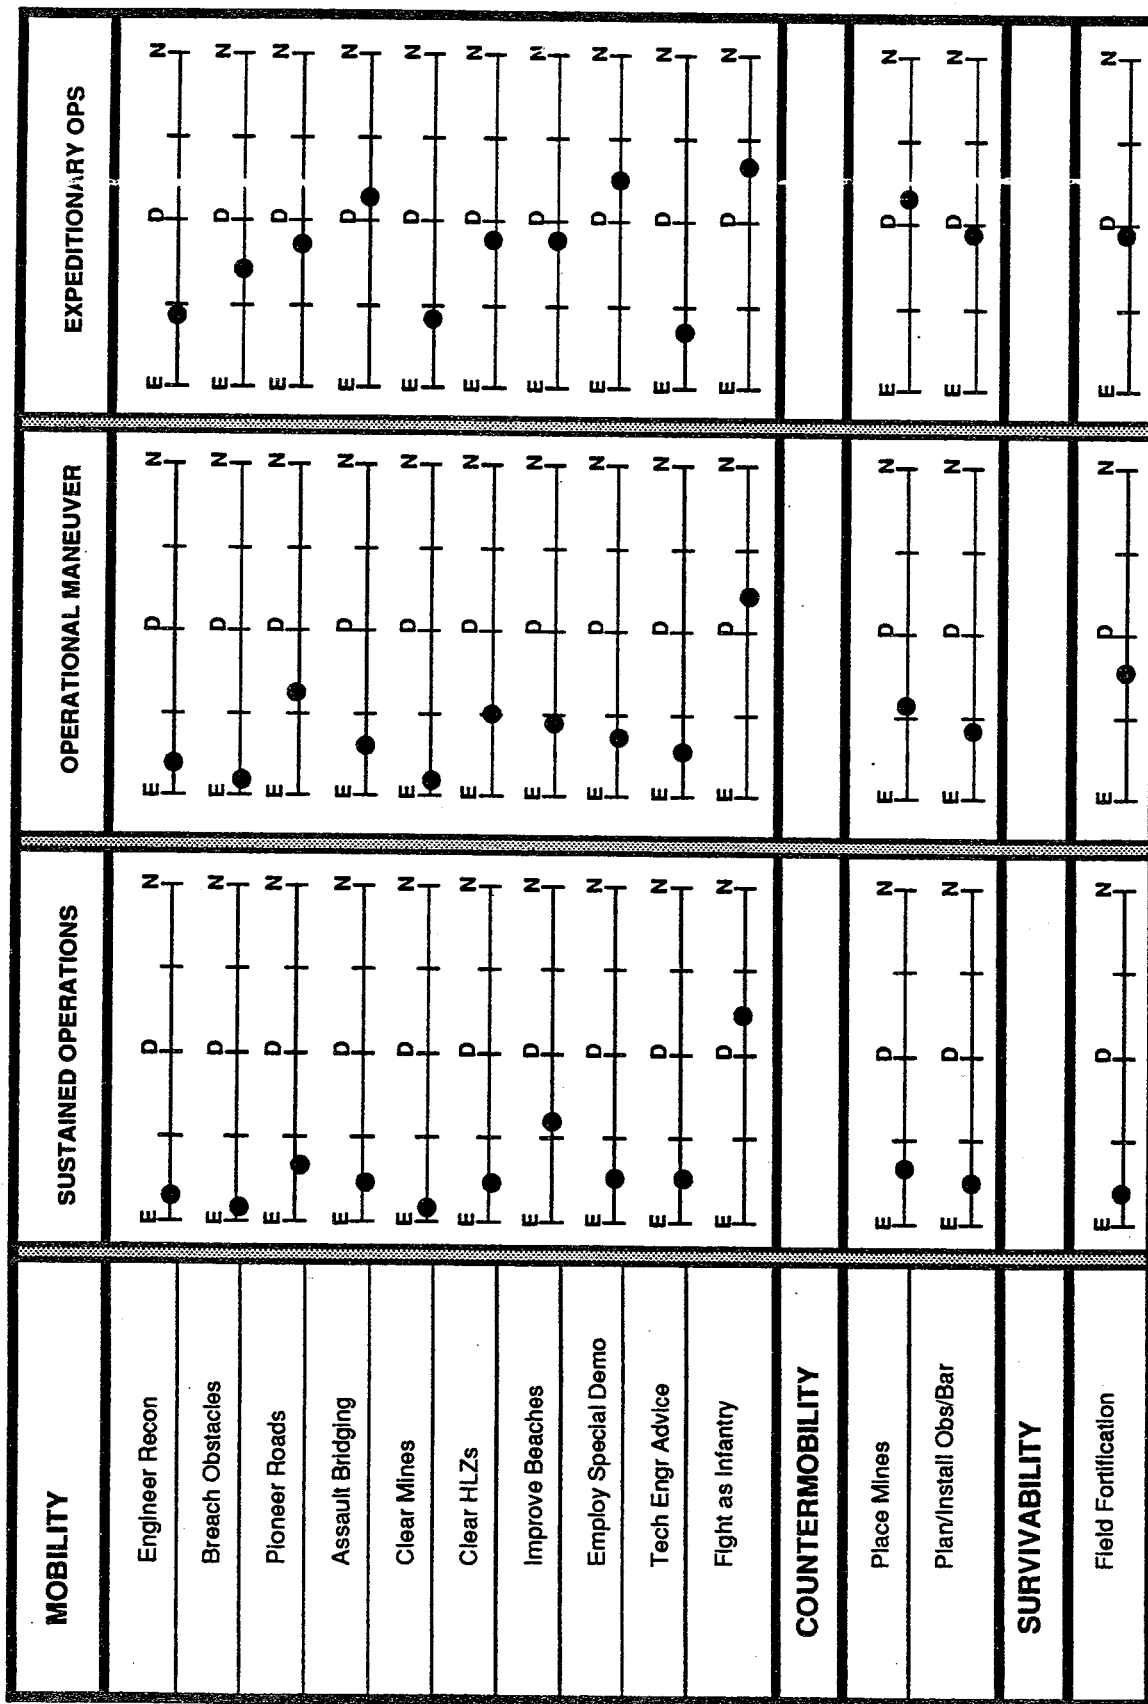 MOBILITY SUSTAINED OPERATIONS OPERATIONAL MANEUVER EXPEDITIONARY OPS
Engineer Recon E D N E D N E D N
Breach Obstacles E D N E D N E D N
Pioneer Roads E D N E D N E D N
Assault Bridging E D N E D N E D N
Clear Mines E D N E D N E D N
Clear HLZs E D N E D N E D N
Improve Beaches E D N E D N E D N
Employ Special Demo E D N E D N E D N
Tech Engr Advice E D N E D N E D N
Fight as Infantry E D N E D N E D N
COUNTERMOBILITY
Place Mines E D N E D N E D N
Plan/Install Obs/Bar E D N E D N E D N
SURVIVABILITY
Field Fortification E D N E D N E D N